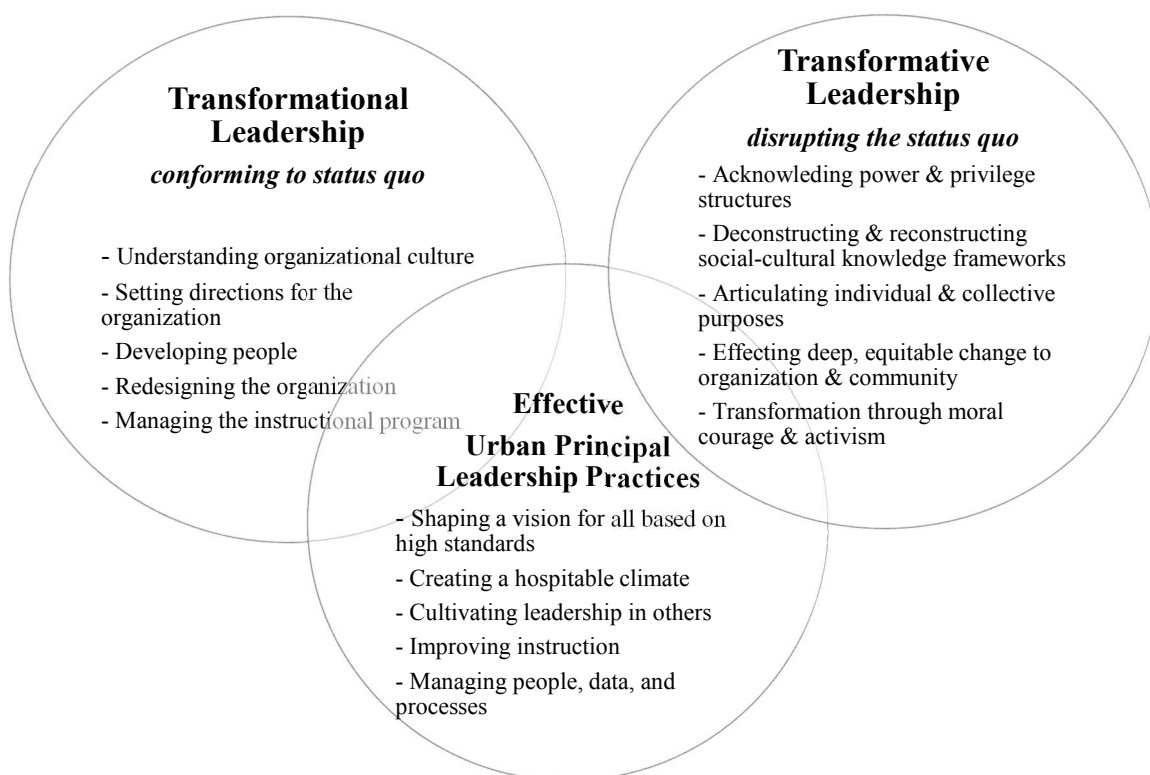 Transformational
Leadership
conforming to status quo
- Understanding organizational culture
- Setting directions for the
organization
- Developing people
- Redesigning the organization
- Managing the instructional program
Transformative
Leadership
disrupting the status quo
- Acknowleding power & privilege
structures
- Deconstructing & reconstructing
social-cultural knowledge frameworks
- Articulating individual & collective
purposes
- Effecting deep, equitable change to
organization & community
- Transformation through moral
courage & activism
Effective
Urban Principal
Leadership Practices
- Shaping a vision for all based on
high standards
- Creating a hospitable climate
- Cultivating leadership in others
- Improving instruction
- Managing people, data, and
processes